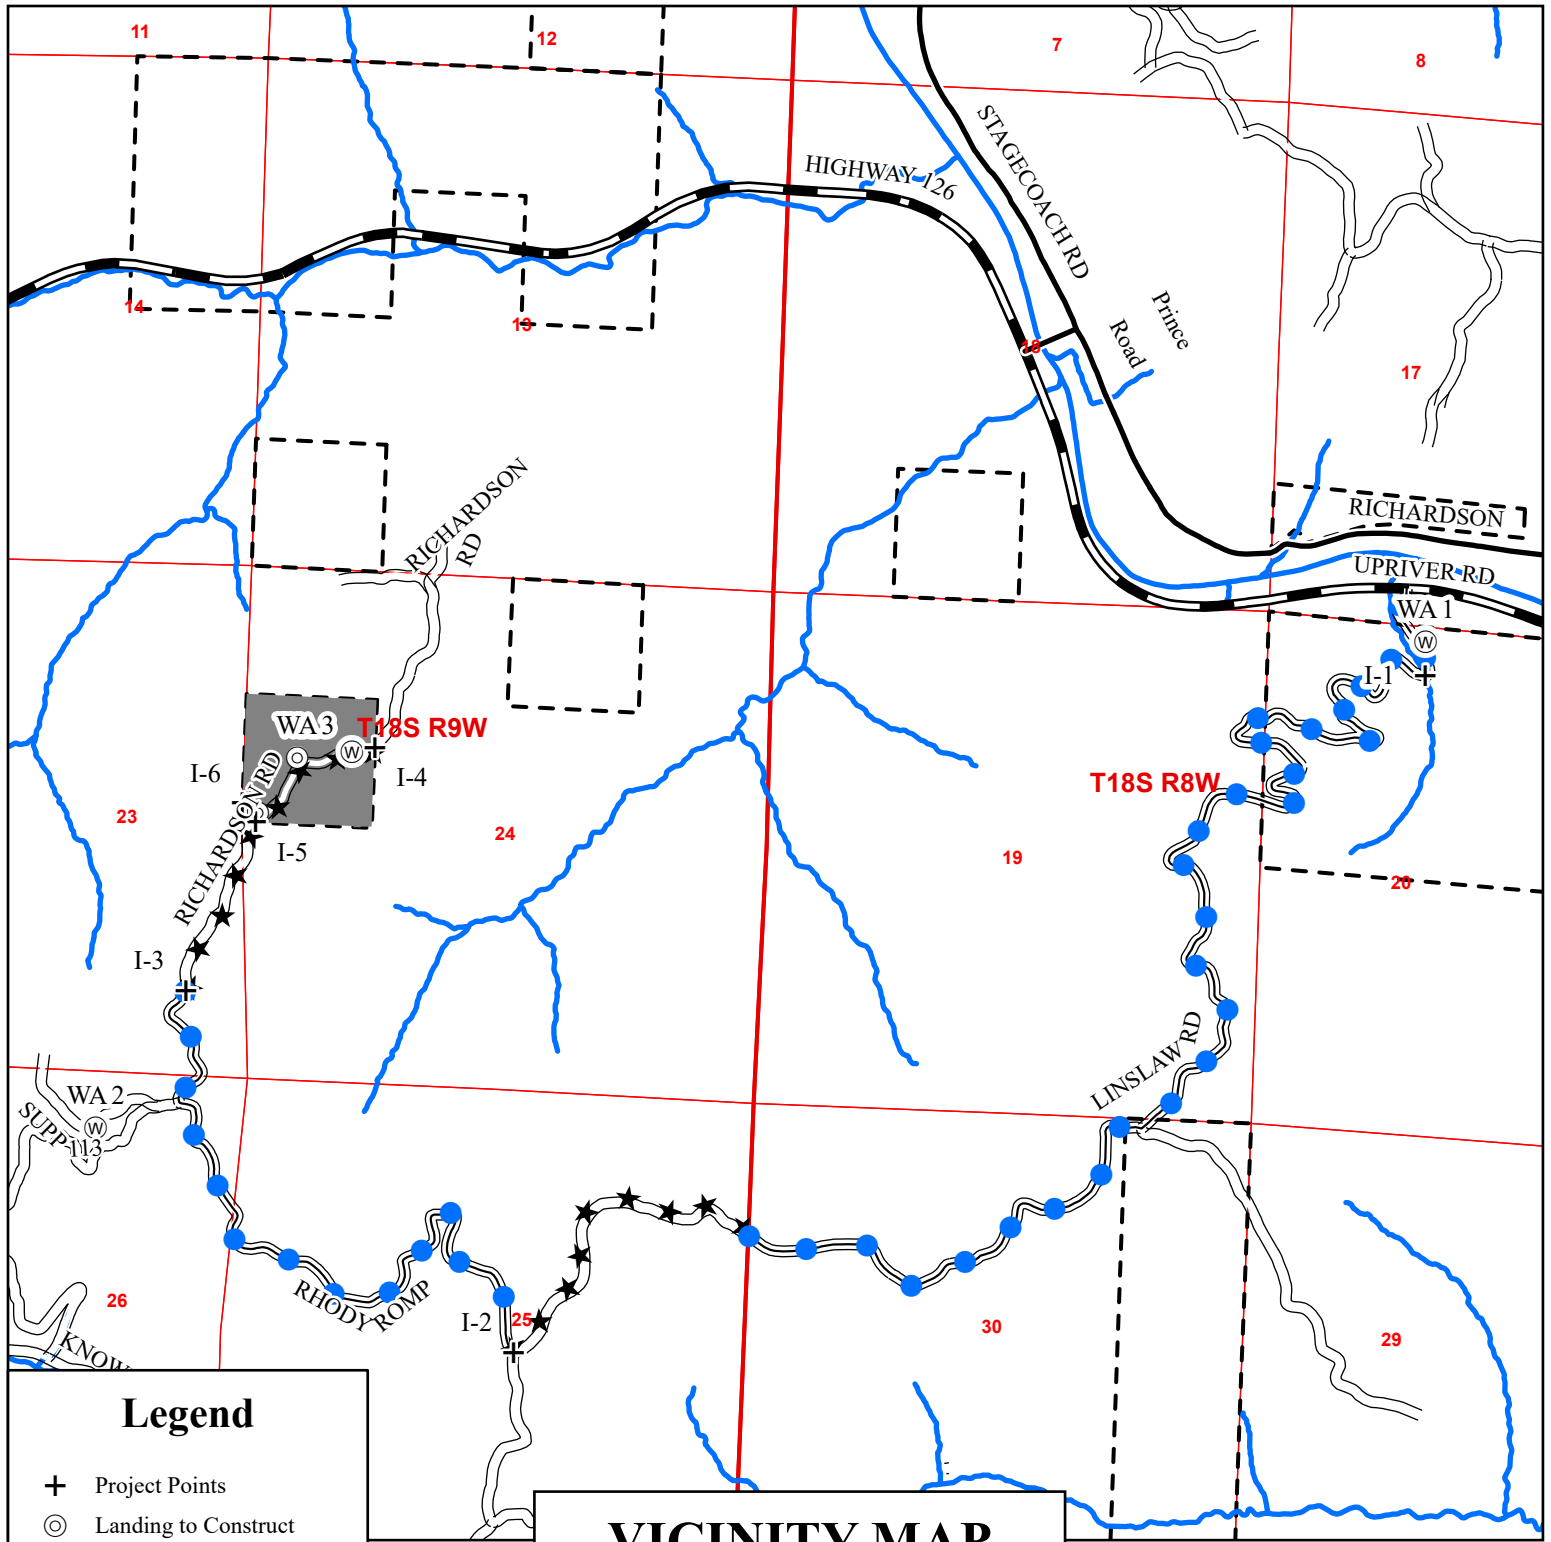 11
12
7
8
STAGECOACH RD
HIGHWAY 126
14
13
18
Prince
Road
17
RICHARDSON
RD
RICHARDSON
UPRIVER RD
WA 1
W
I-1
T18S R9W
WA 3
W
I-6
I-4
T18S R8W
23
24
19
20
RICHARDSON RD
I-5
I-3
LINSLAW RD
WA 2
W
SUPP
113
26
RHODY ROMP
I-2
25
30
29
KNOW
Legend
Project Points
Landing to Construct
VICINITY MAP